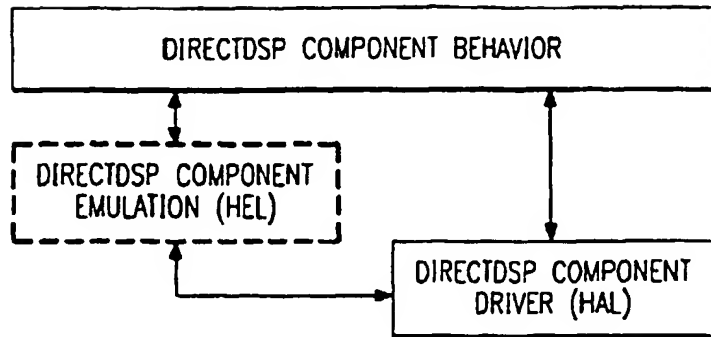 DIRECTDSP COMPONENT BEHAVIOR
DIRECTDSP COMPONENT
EMULATION (HEL)
DIRECTDSP COMPONENT
DRIVER (HAL)